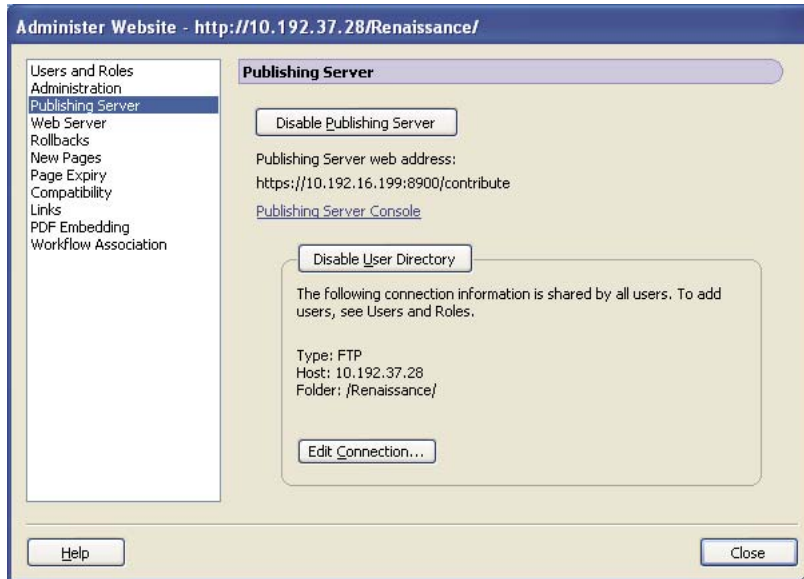 Administer Website - http://10.192.37.28/Renaissance/
Users and Roles
Administration
Publishing Server
Web Server
Rollbacks
New Pages
Page Expiry
Compatibility
Links
PDF Embedding
Workflow Association
Publishing Server
Disable Publishing Server
Publishing Server web address:
https://10.192.16.199:8900/contribute
Publishing Server Console
Disable User Directory
The following connection information is shared by all users. To add
users, see Users and Roles.
Type: FTP
Host: 10.192.37.28
Folder: /Renaissance/
Edit Connection...
Help
Close